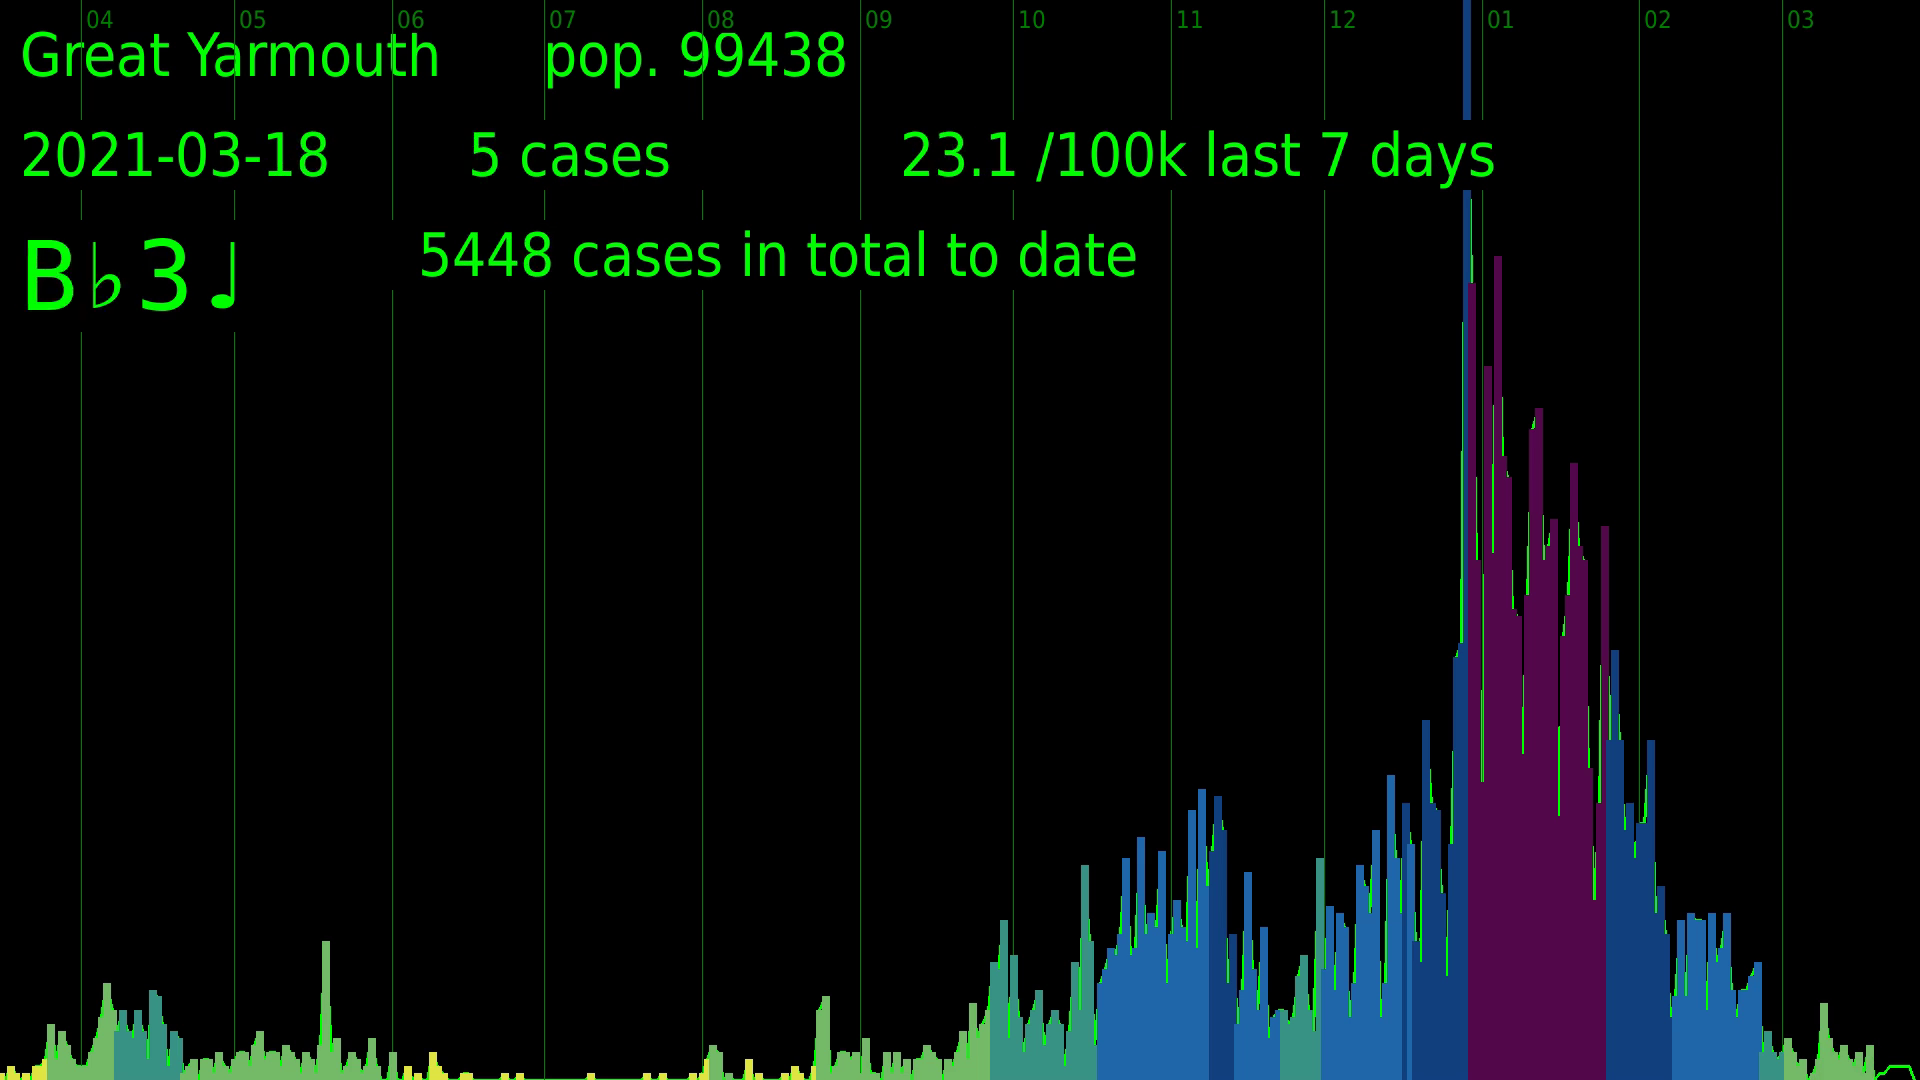 04 05 06 07 08 09 10 11 12 01 02 03
Great Yarmouth pop. 99438
2021-03-18 5 cases 23.1 /100k last 7 days
B♭3♩ 5448 cases in total to date